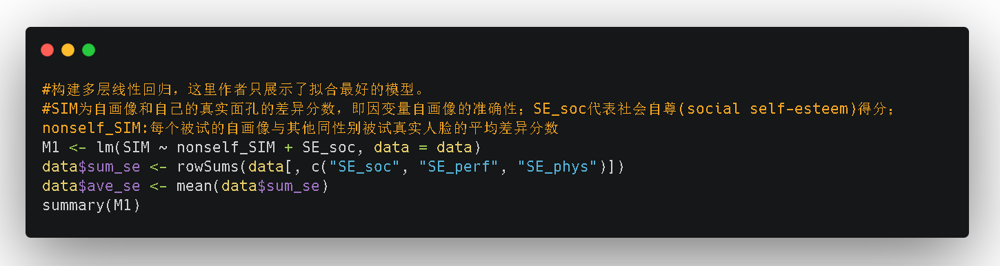 #构建多层线性回归，这里作者只展示了拟合最好的模型。
#SIM为自画像和自己的真实面孔的差异分数，即因变量自画像的准确性；SE_soc代表社会自尊(social self-esteem)得分；
nonself_SIM:每个被试的自画像与其他同性别被试真实人脸的平均差异分数
M1 <- lm(SIM ~ nonself_SIM + SE_soc, data = data)
data$sum_se <- rowSums(data[, c("SE_soc", "SE_perf", "SE_phys")])
data$ave_se <- mean(data$sum_se)
summary(M1)